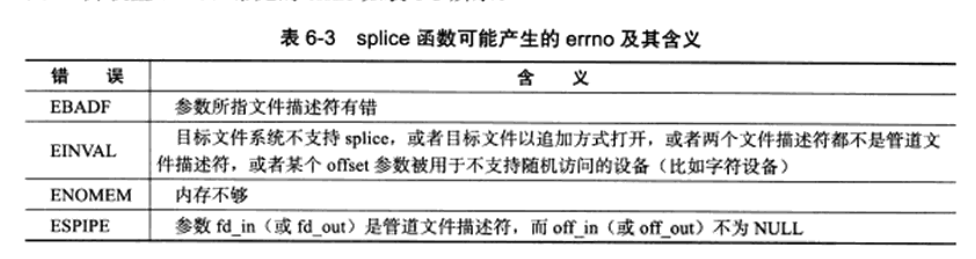 表 6-3 splice 函数可能产生的 errno 及其含义
错 误 含 义
EBADF 参数所指文件描述符有错
EINVAL 目标文件系统不支持 splice，或者目标文件以追加方式打开，或者两个文件描述符都不是管道文
件描述符，或者某个 offset 参数被用于不支持随机访问的设备（比如字符设备）
ENOMEM 内存不够
ESPIPE 参数 fd_in（或 fd_out）是管道文件描述符，而 off_in（或 off_out）不为 NULL